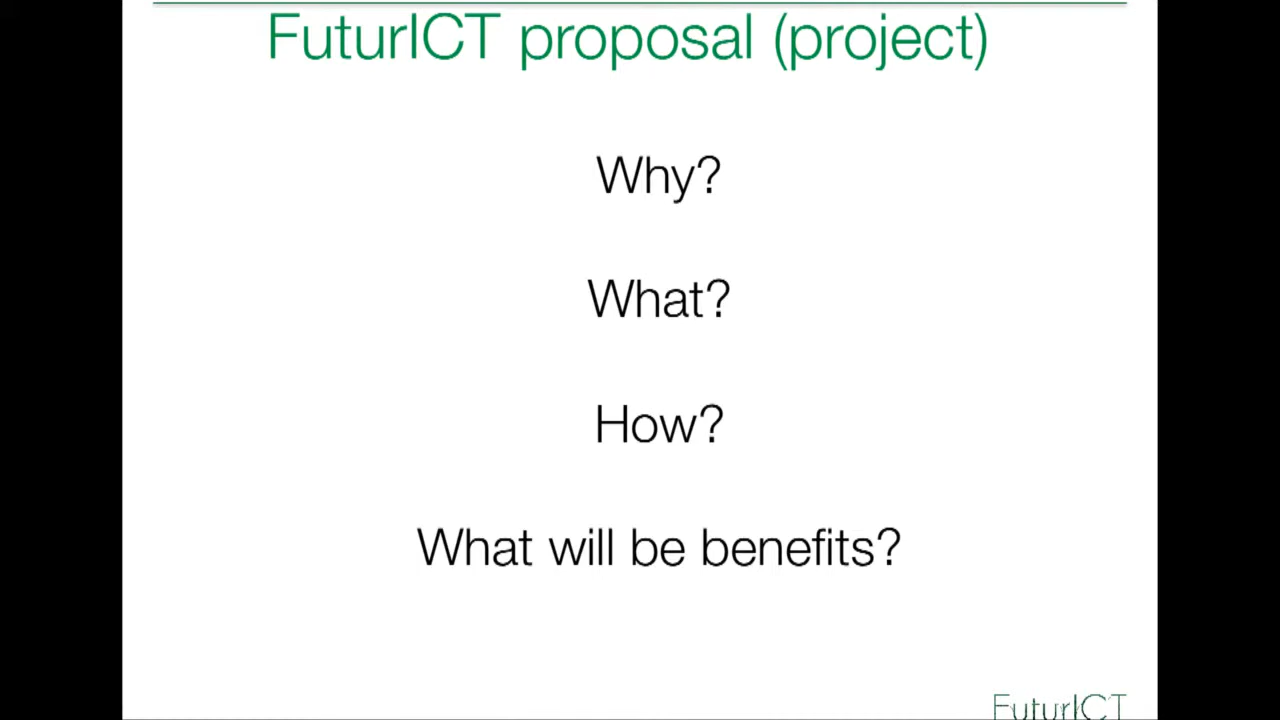 FuturICT proposal (project)
Why?
What?
How?
What will be benefits?
FuturICT